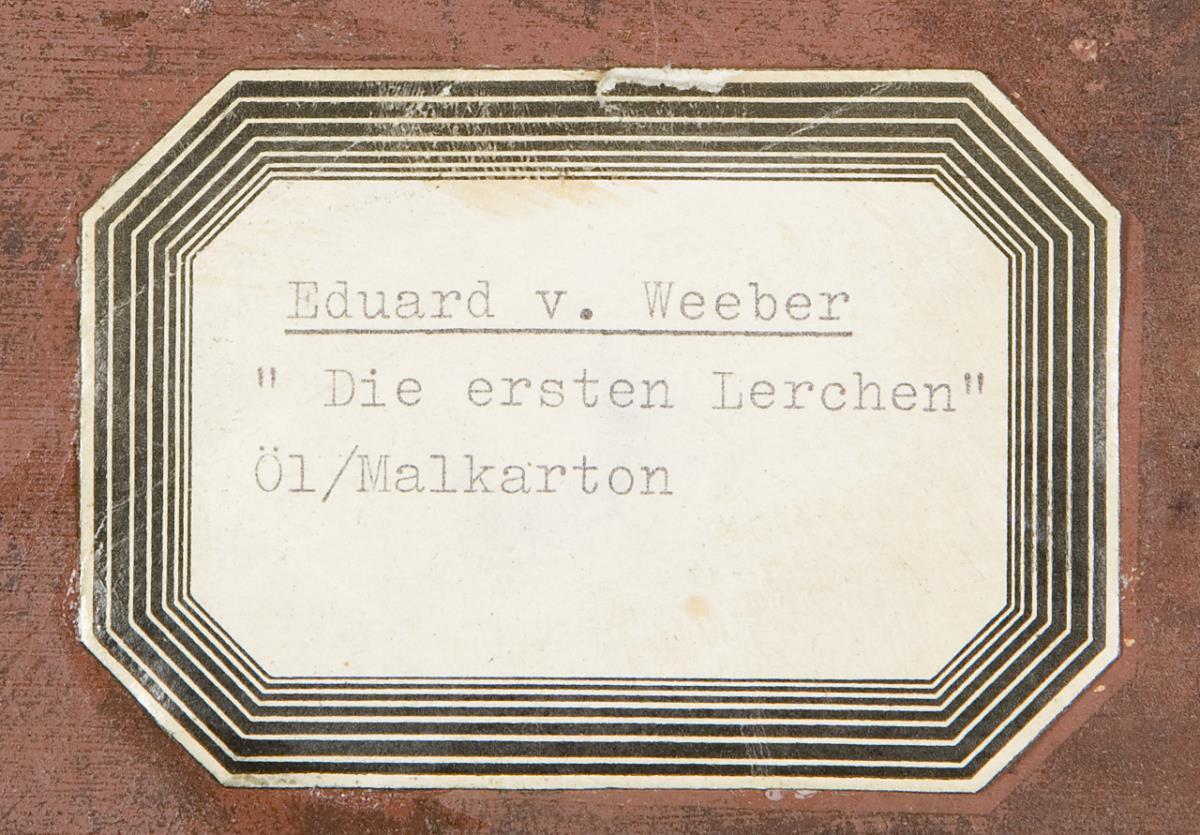 Eduard v. Weeber
" Die ersten Lerchen"
Öl/Malkarton